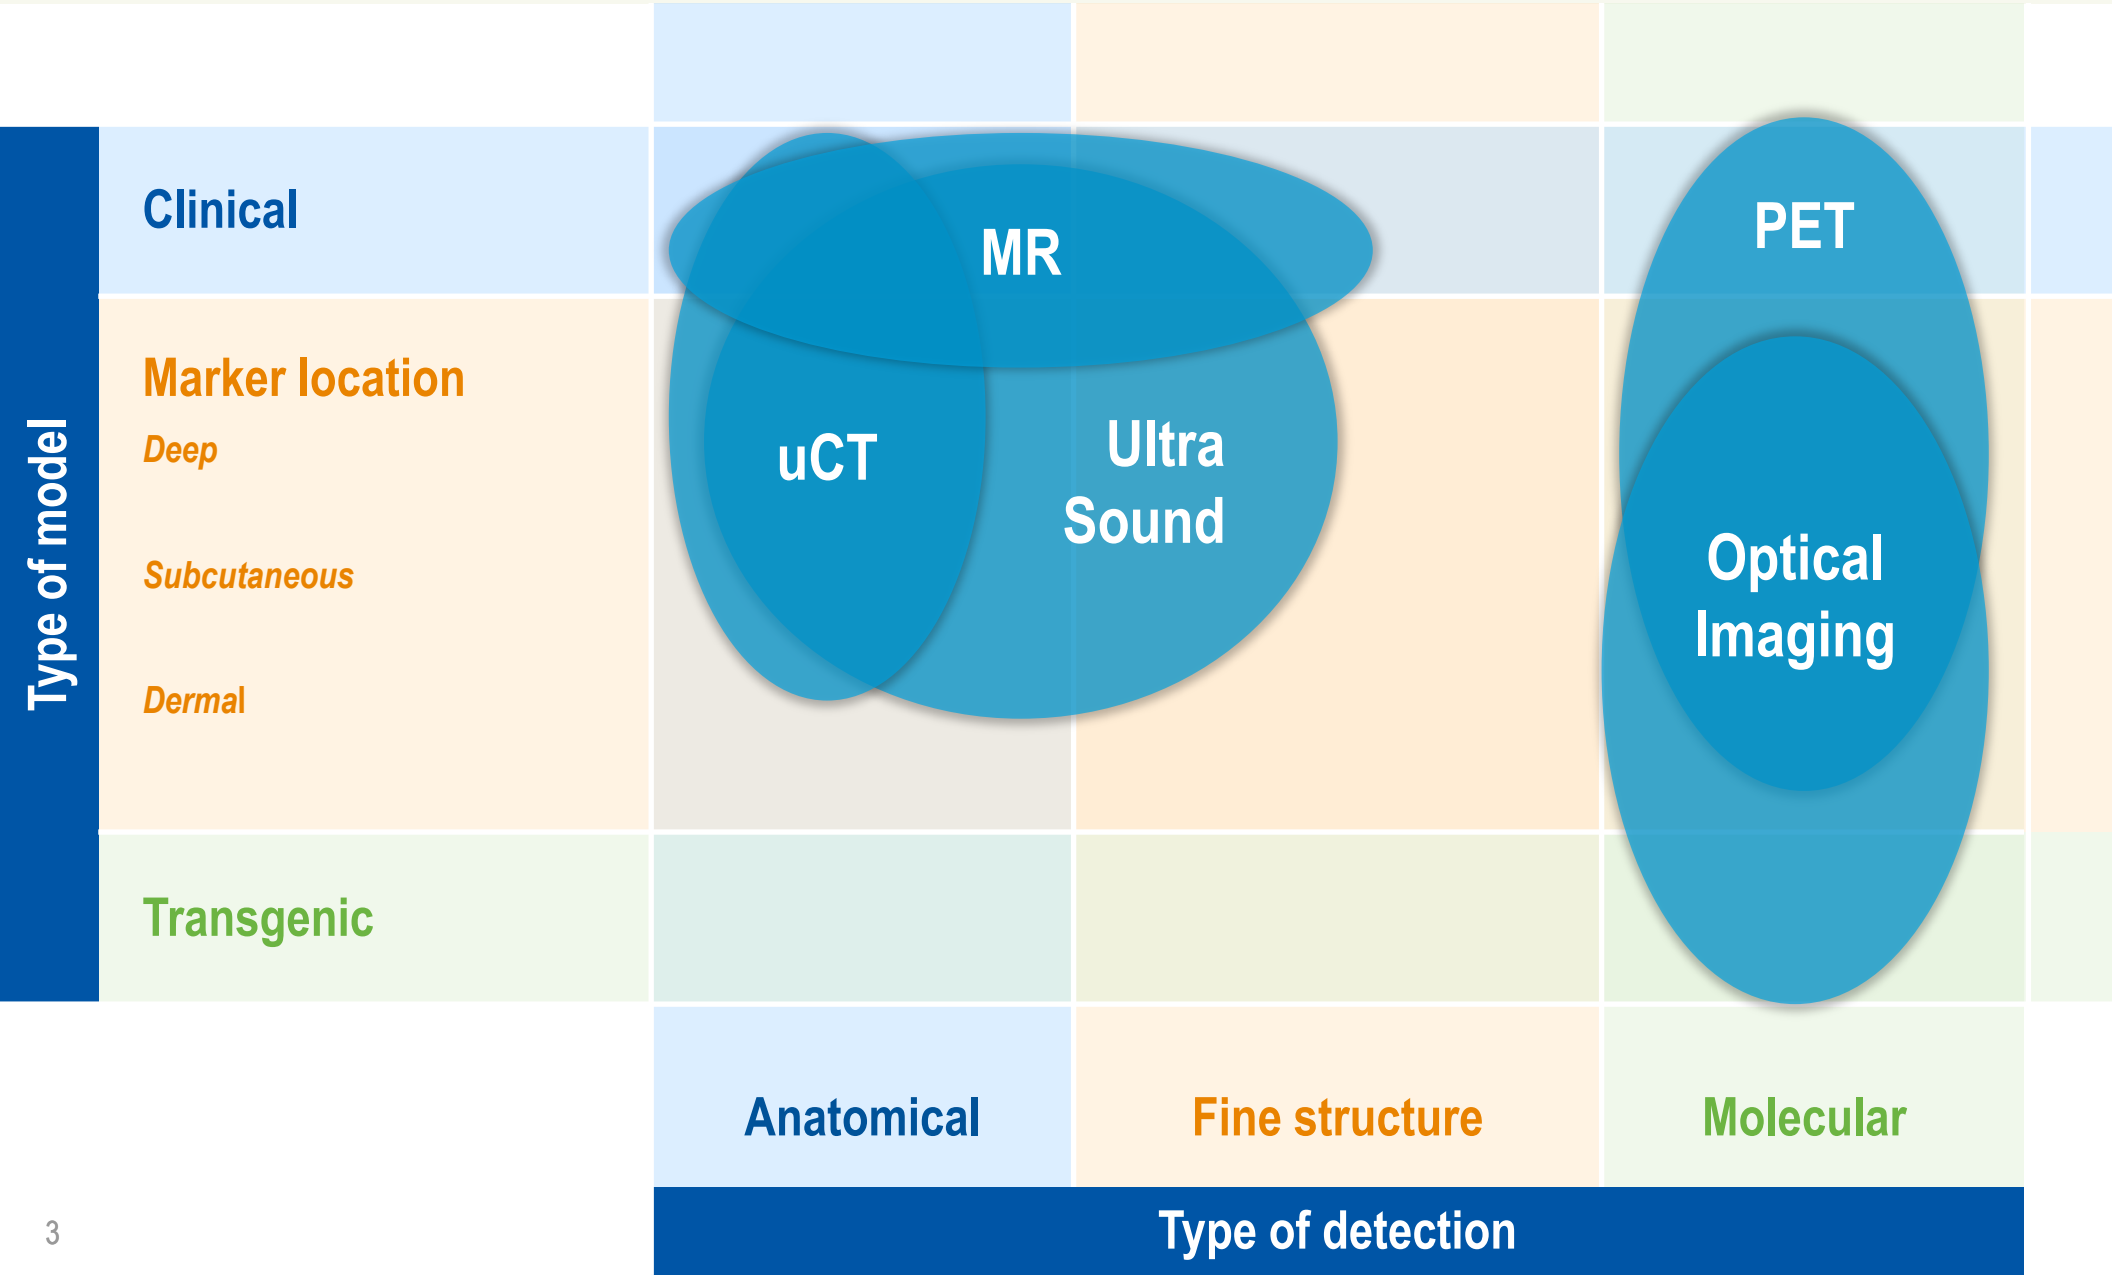 Type of model
Clinical
Marker location
Deep
Subcutaneous
Dermal
Transgenic
MR
uCT
Ultra
Sound
PET
Optical
Imaging
Anatomical
Fine structure
Molecular
Type of detection
3